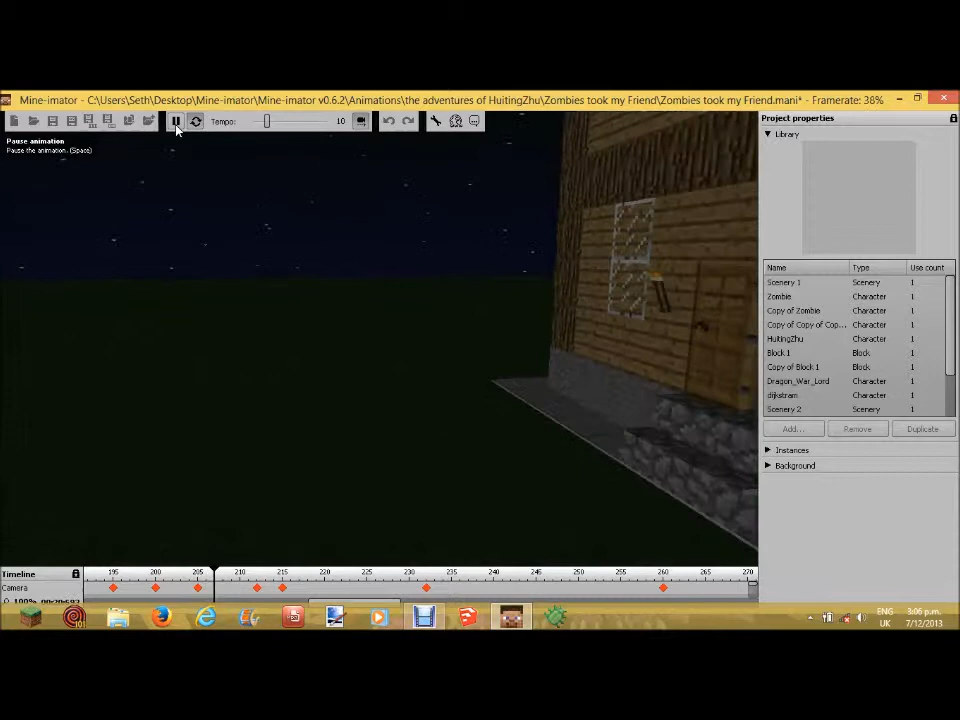 Mine-imator - C:\Users\Seth\Desktop\Mine-imator\Mine-imator v0.6.2\Animations\the adventures of HuitingZhu\Zombies took my Friend\Zombies took my Friend.mani* - Framerate: 38%
Tempo: 10
Pause animation
Pause the animation. (Space)
Project properties
Library
Name Type Use count
Scenery 1 Scenery 1
Zombie Character 1
Copy of Zombie Character 1
Copy of Copy of Cop... Character 1
HuitingZhu Character 1
Block 1 Block 1
Copy of Block 1 Block 1
Dragon_War_Lord Character 1
dijkstram Character 1
Scenery 2 Scenery 1
Add... Remove Duplicate
Instances
Background
Timeline 195 200 205 210 215 220 225 230 235 240 245 250 255 260 265 270
Camera
ENG 3:06 p.m.
UK 7/12/2013